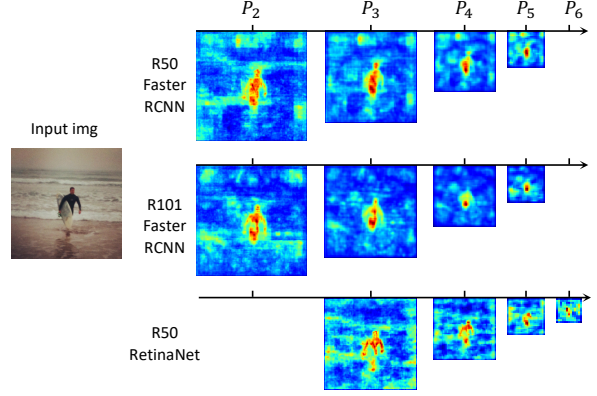 P₂ P₃ P₄ P₅ P₆
R50
Faster
RCNN
Input img
R101
Faster
RCNN
R50
RetinaNet